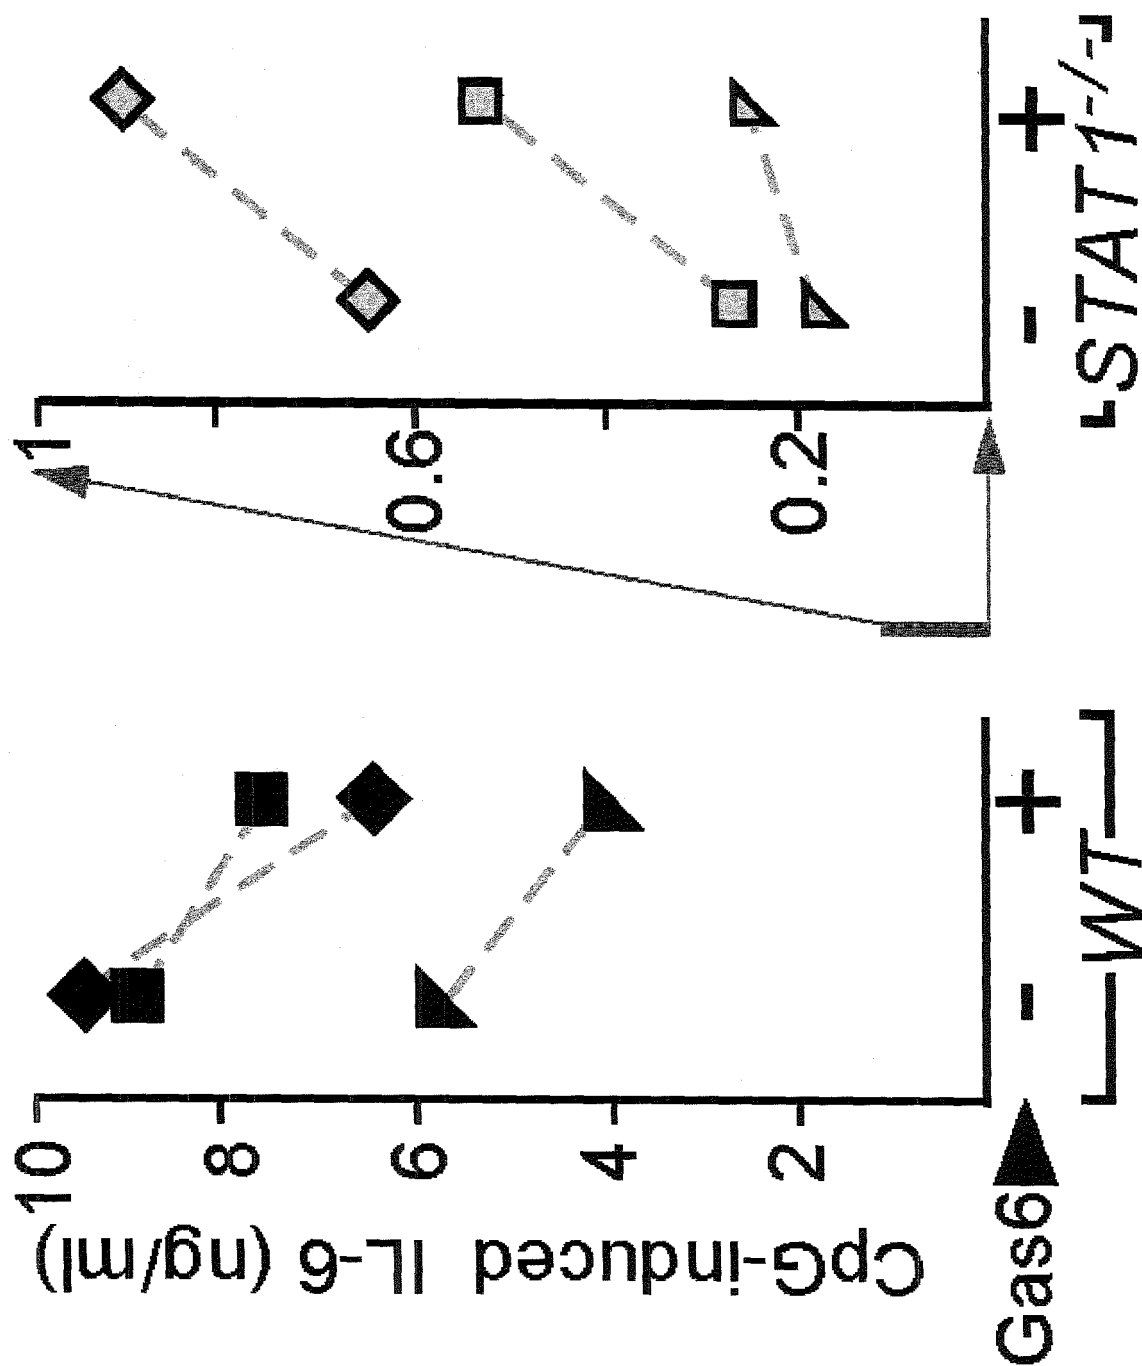 CpG-induced IL-6 (ng/ml)
10
8
6
4
2
1
0.6
0.2
Gas6 - + - +
WT STAT1-/-